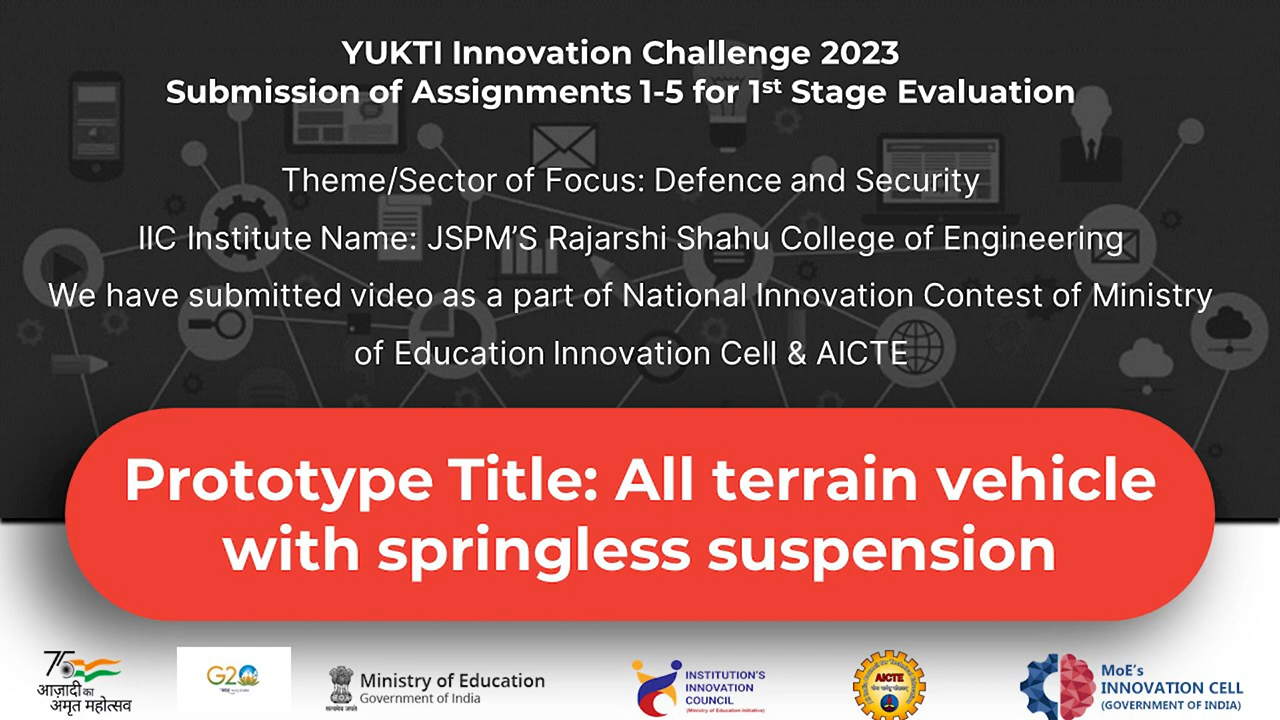 YUKTI Innovation Challenge 2023
Submission of Assignments 1-5 for 1st Stage Evaluation
Theme/Sector of Focus: Defence and Security
IIC Institute Name: JSPM’S Rajarshi Shahu College of Engineering
We have submitted video as a part of National Innovation Contest of Ministry
of Education Innovation Cell & AICTE
Prototype Title: All terrain vehicle
with springless suspension
75
आज़ादी का
अमृत महोत्सव
G20
सत्यमेव जयते
Ministry of Education
Government of India
INSTITUTION'S
INNOVATION
COUNCIL
(Ministry of Education Initiative)
AICTE
MoE's
INNOVATION CELL
(GOVERNMENT OF INDIA)